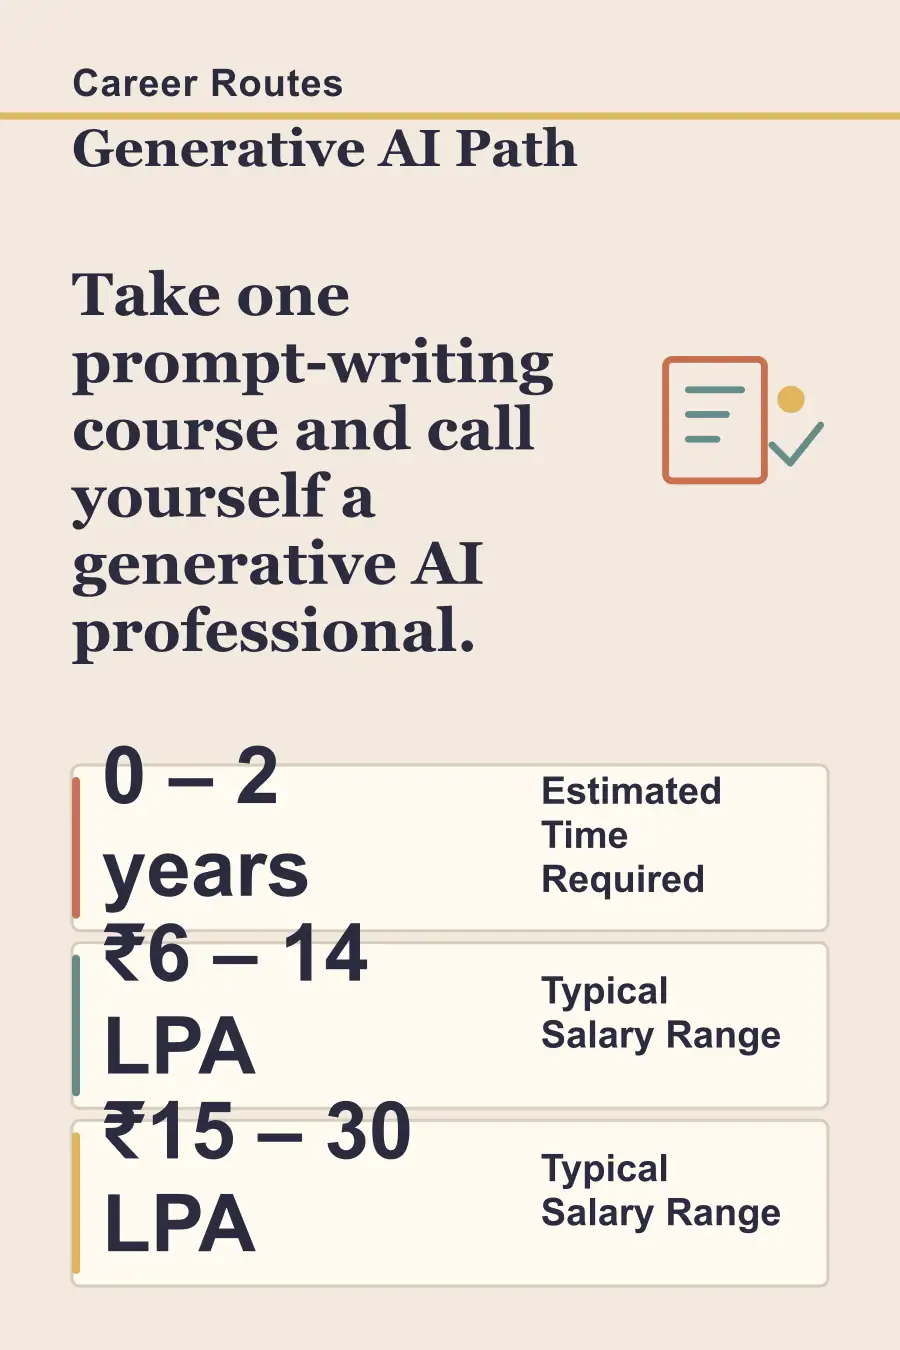 Career Routes
Generative AI Path
Take one
prompt-writing
course and call
yourself a
generative AI
professional.
0 – 2
years
Estimated
Time
Required
₹6 – 14
LPA
Typical
Salary Range
₹15 – 30
LPA
Typical
Salary Range